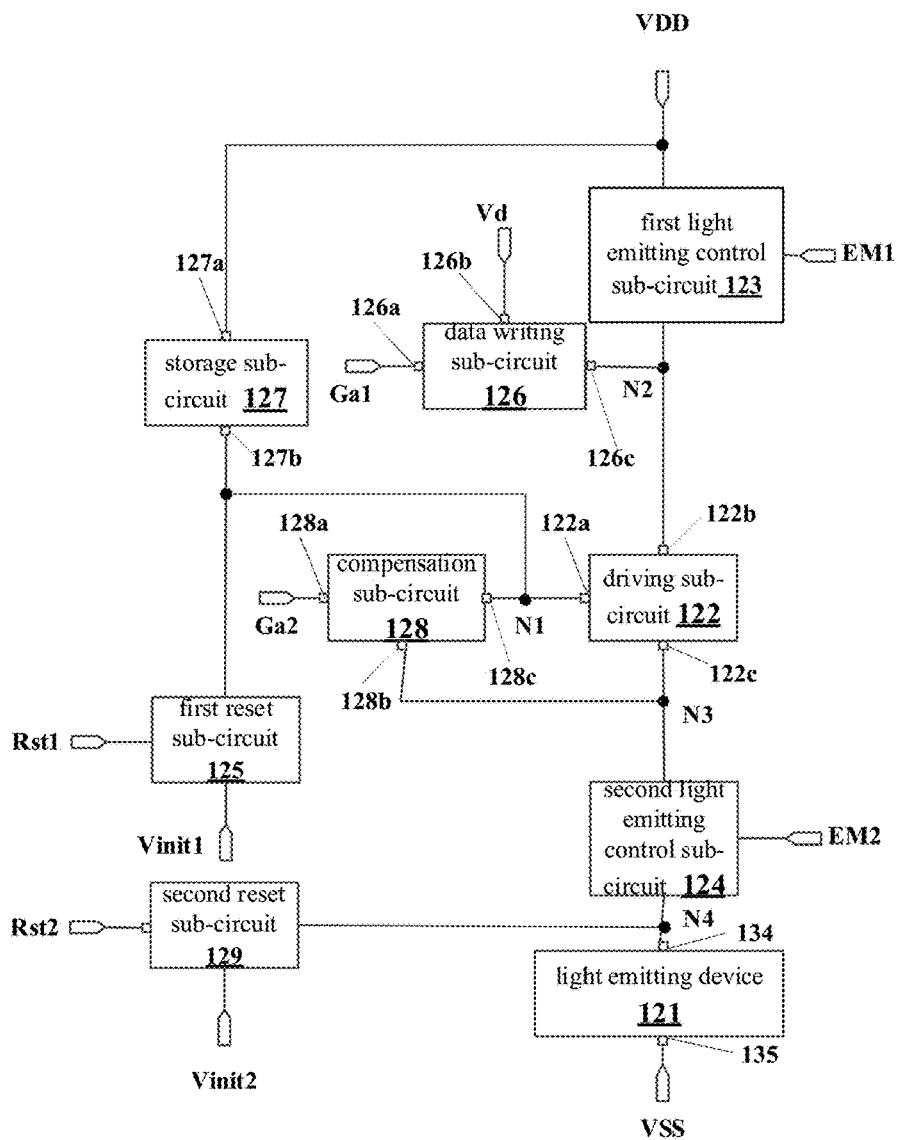 VDD
Vd
first light
emitting control
sub-circuit 123
EM1
127a
126b
126a
data writing
sub-circuit
126
storage sub-
circuit 127
Ga1
N2
127b
126c
128a
122a
122b
compensation
sub-circuit
128
driving sub-
circuit 122
Ga2
N1
128b
128c
122c
N3
first reset
sub-circuit
125
Rst1
second light
emitting
control sub-
circuit 124
EM2
Vinit1
second reset
sub-circuit
129
Rst2
N4
134
light emitting device
121
135
Vinit2
VSS